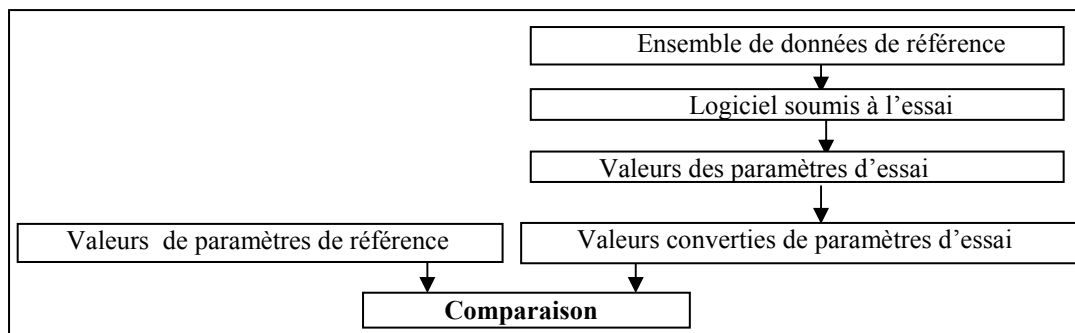 Ensemble de données de référence
Logiciel soumis à l’essai
Valeurs des paramètres d’essai
Valeurs de paramètres de référence
Valeurs converties de paramètres d’essai
Comparaison